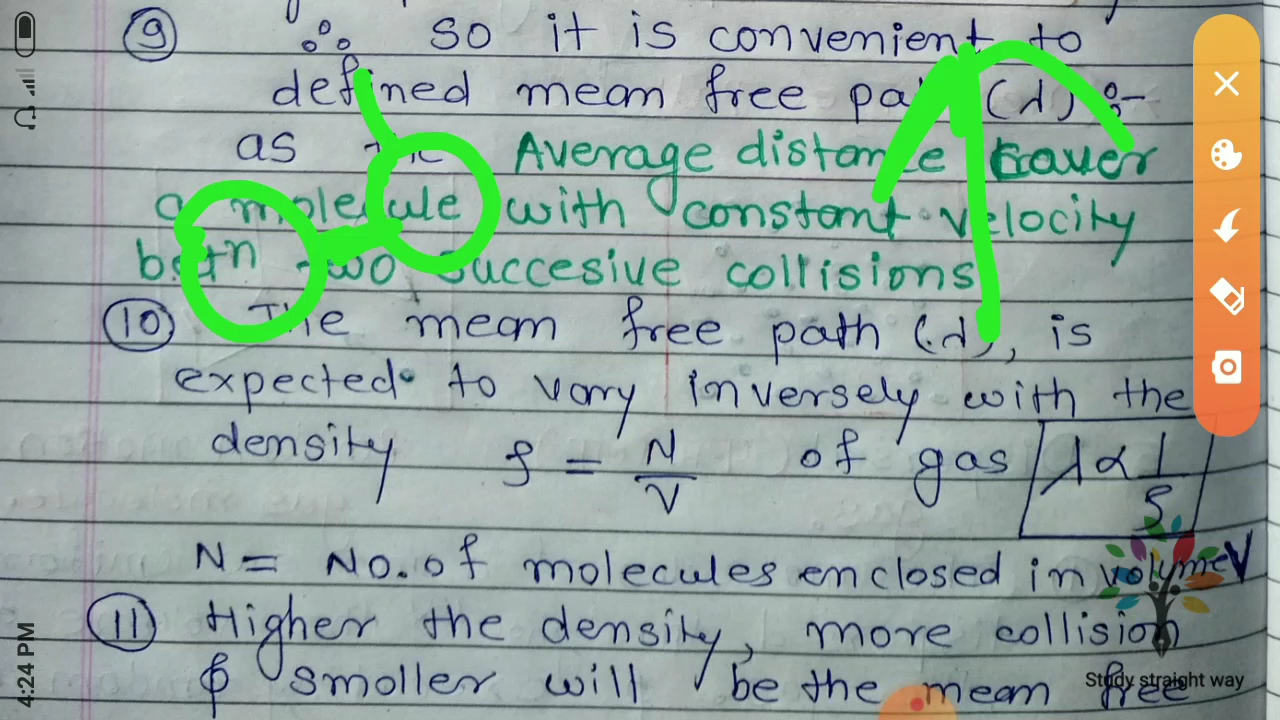 9 ∴ so it is convenient to
defined mean free path (λ) :-
as the Average distance traver
a molecule with constant velocity
betn two succesive collisions
10 The mean free path (λ), is
expected to vary inversely with the
density ρ = N/V of gas λ ∝ 1/ρ
N = No. of molecules enclosed in volume V
11 Higher the density, more collision
& smaller will be the mean free
Study straight way
4:24 PM